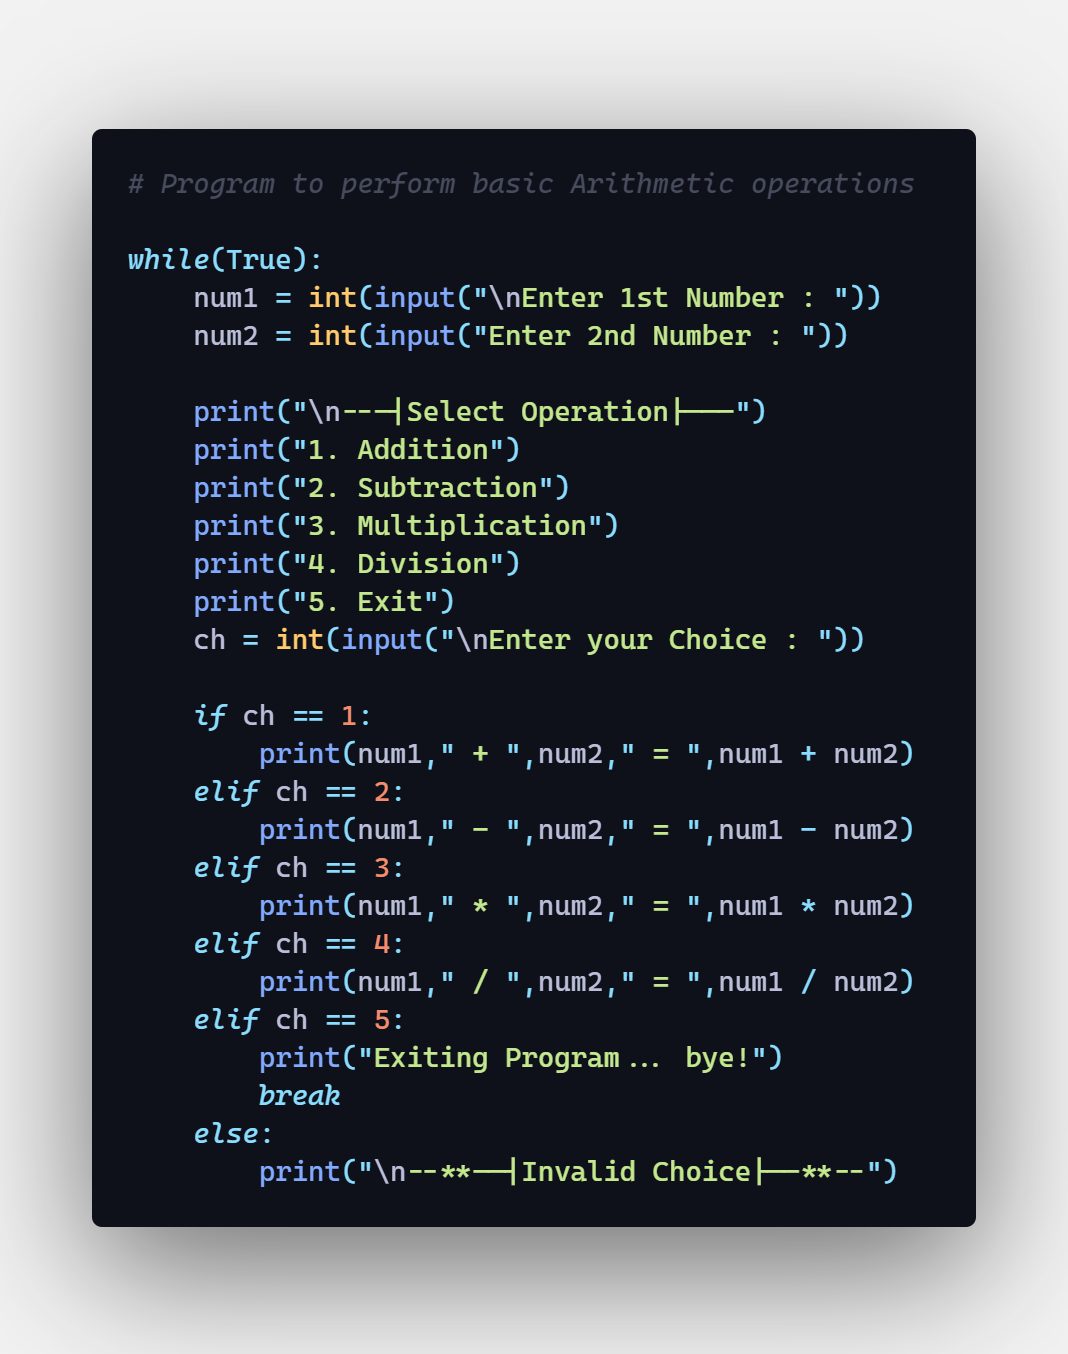 # Program to perform basic Arithmetic operations

while(True):
    num1 = int(input("\nEnter 1st Number : "))
    num2 = int(input("Enter 2nd Number : "))

    print("\n----|Select Operation|----")
    print("1. Addition")
    print("2. Subtraction")
    print("3. Multiplication")
    print("4. Division")
    print("5. Exit")
    ch = int(input("\nEnter your Choice : "))

    if ch == 1:
        print(num1," + ",num2," = ",num1 + num2)
    elif ch == 2:
        print(num1," - ",num2," = ",num1 - num2)
    elif ch == 3:
        print(num1," * ",num2," = ",num1 * num2)
    elif ch == 4:
        print(num1," / ",num2," = ",num1 / num2)
    elif ch == 5:
        print("Exiting Program... bye!")
        break
    else:
        print("\n--**---|Invalid Choice|---**--")